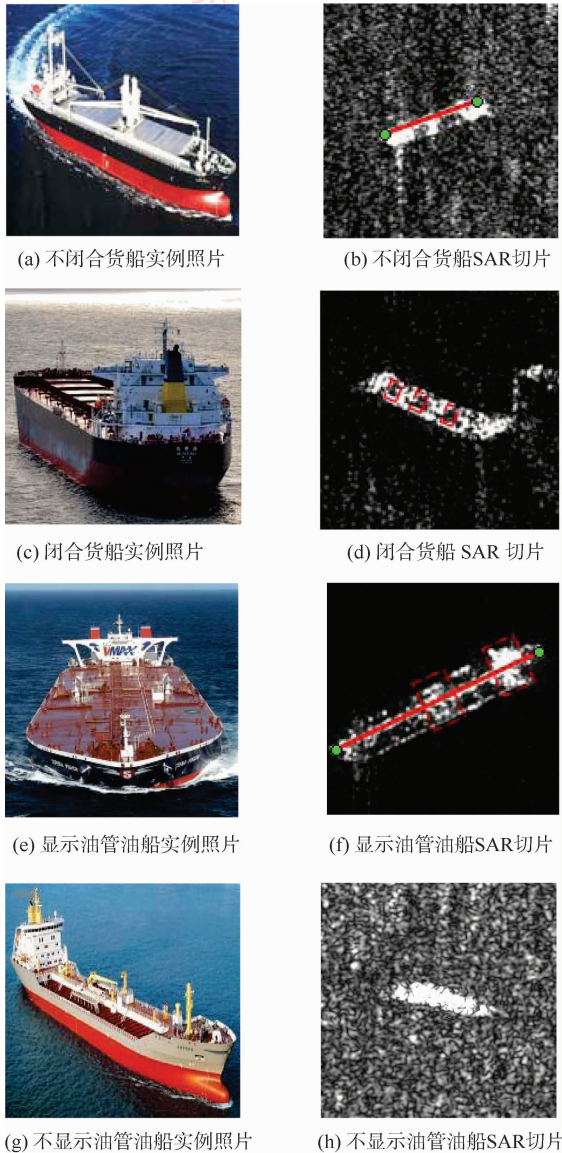 (a) 不闭合货船实例照片
(b) 不闭合货船SAR切片
(c) 闭合货船实例照片
(d) 闭合货船 SAR 切片
VMAX
(e) 显示油管油船实例照片
(f) 显示油管油船SAR切片
(g) 不显示油管油船实例照片
(h) 不显示油管油船SAR切片